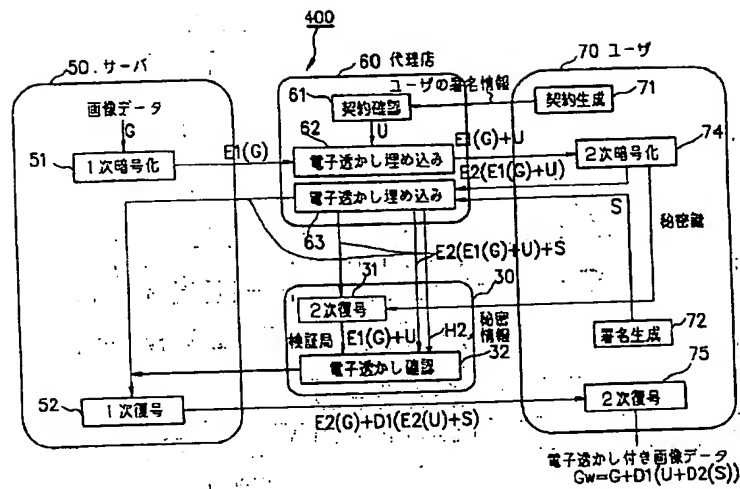 400
50.サーバ
60 代理店
70 ユーザ
画像データ
G
51
1次暗号化
E1(G)
ユーザの署名情報
61
契約確認
U
62
電子透かし埋め込み
電子透かし埋め込み
63
契約生成
71
E1(G)+U
2次暗号化
74
E2(E1(G)+U)
S
秘密鍵
E2(E1(G)+U)+S
31
30
2次復号
検証局
E1(G)+U
H2
秘密情報
32
電子透かし確認
署名生成
72
75
52
1次復号
2次復号
E2(G)+D1(E2(U)+S)
電子透かし付き画像データ
Gw=G+D1(U+D2(S))